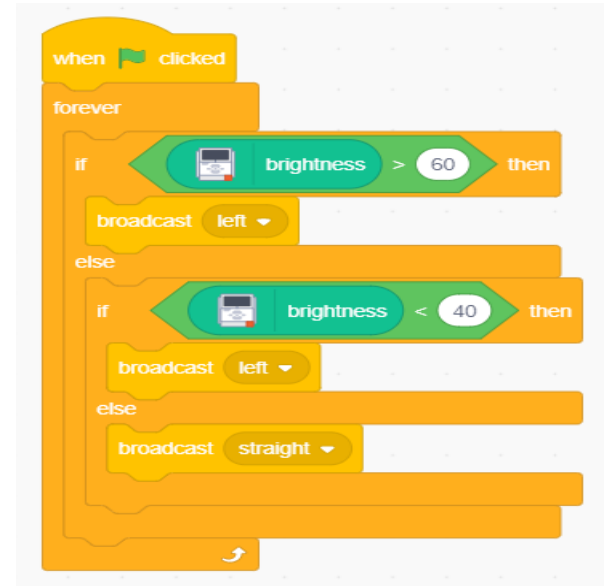 when clicked
forever
if brightness > 60 then
broadcast left
else
if brightness < 40 then
broadcast left
else
broadcast straight